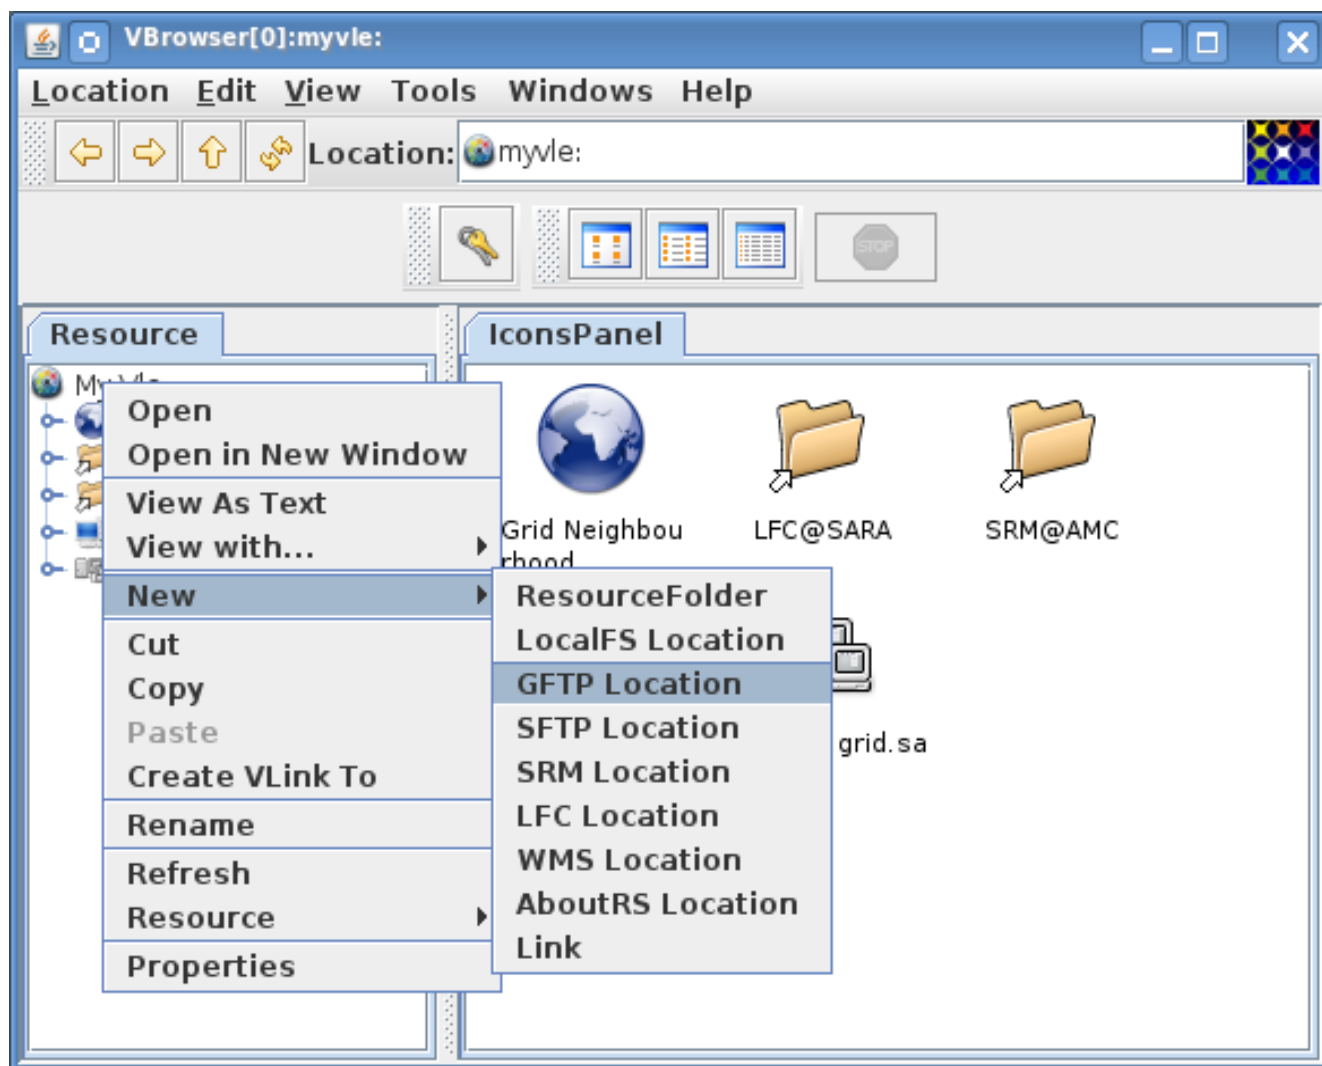 VBrowser[0]:myvle:
Location Edit View Tools Windows Help
Location: myvle:
STOP
Resource
IconsPanel
Open
Open in New Window
View As Text
View with...
New
Cut
Copy
Paste
Create VLink To
Rename
Refresh
Resource
Properties
ResourceFolder
LocalFS Location
GFTP Location
SFTP Location
SRM Location
LFC Location
WMS Location
AboutRS Location
Link
Grid Neighbou
rhood
LFC@SARA
SRM@AMC
grid.sa